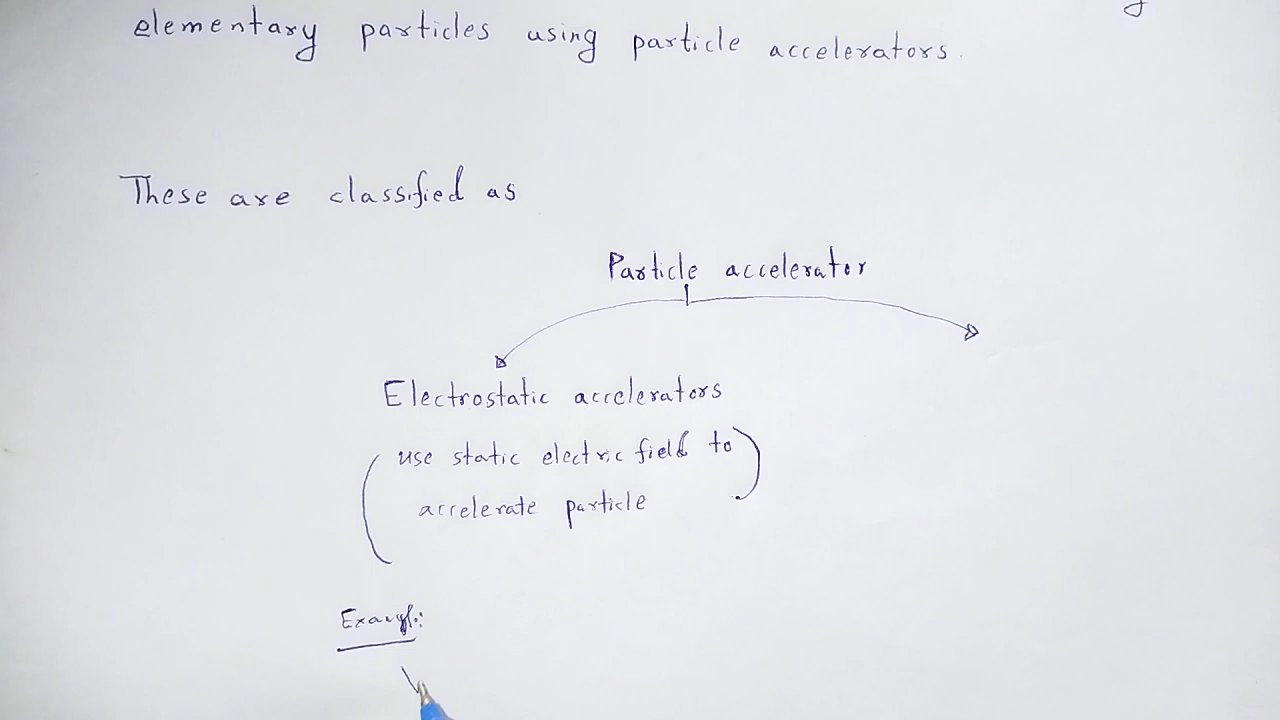 elementary particles using particle accelerators.
These are classified as
Particle accelerator
Electrostatic accelerators
(use static electric field to
accelerate particle)